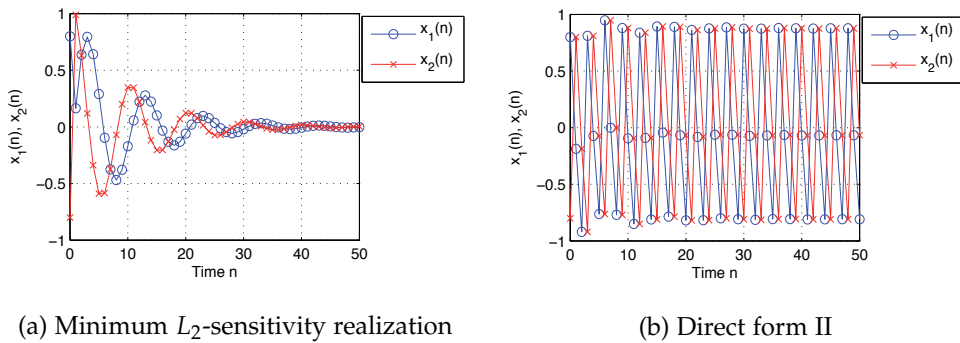 1
0.5
0
−0.5
−1
0
10
20
30
40
50
x1(n), x2(n)
Time n
x1(n)
x2(n)
1
0.5
0
−0.5
−1
0
10
20
30
40
50
x1(n), x2(n)
Time n
x1(n)
x2(n)
(a) Minimum L2-sensitivity realization
(b) Direct form II